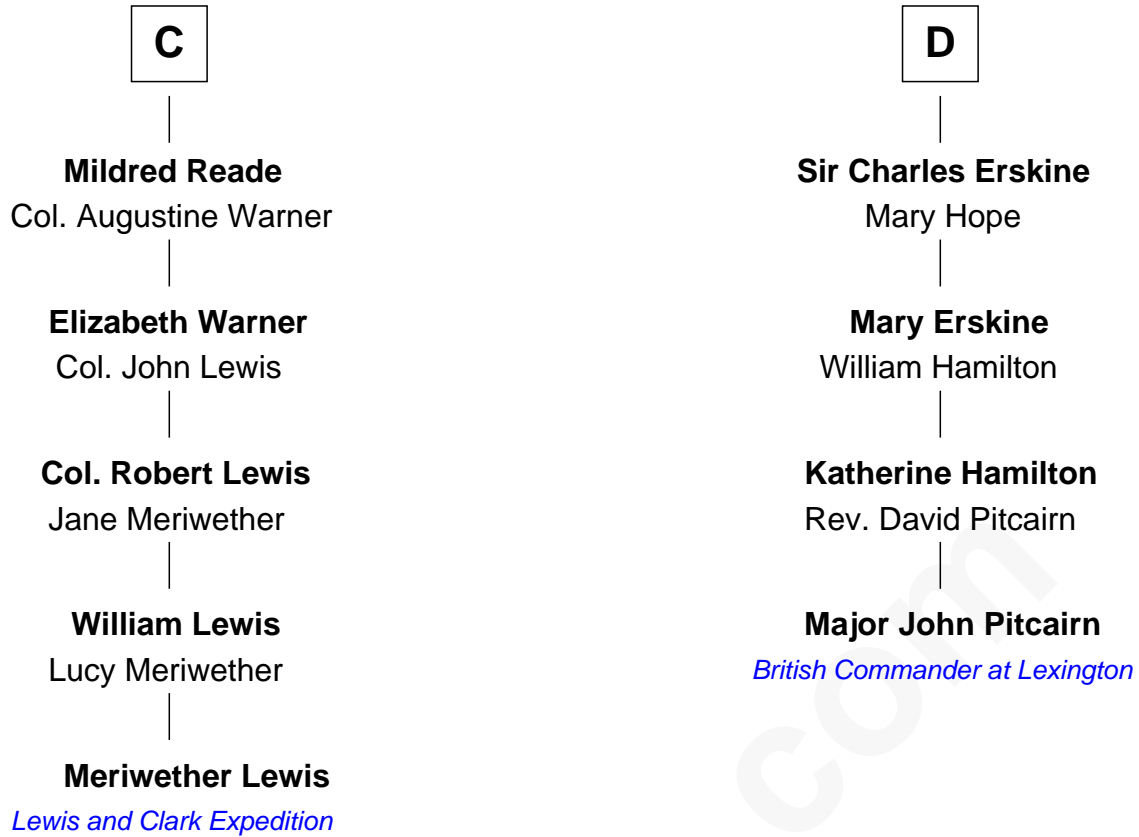 C
Mildred Reade
Col. Augustine Warner
Elizabeth Warner
Col. John Lewis
Col. Robert Lewis
Jane Meriwether
William Lewis
Lucy Meriwether
Meriwether Lewis
Lewis and Clark Expedition
D
Sir Charles Erskine
Mary Hope
Mary Erskine
William Hamilton
Katherine Hamilton
Rev. David Pitcairn
Major John Pitcairn
British Commander at Lexington
com